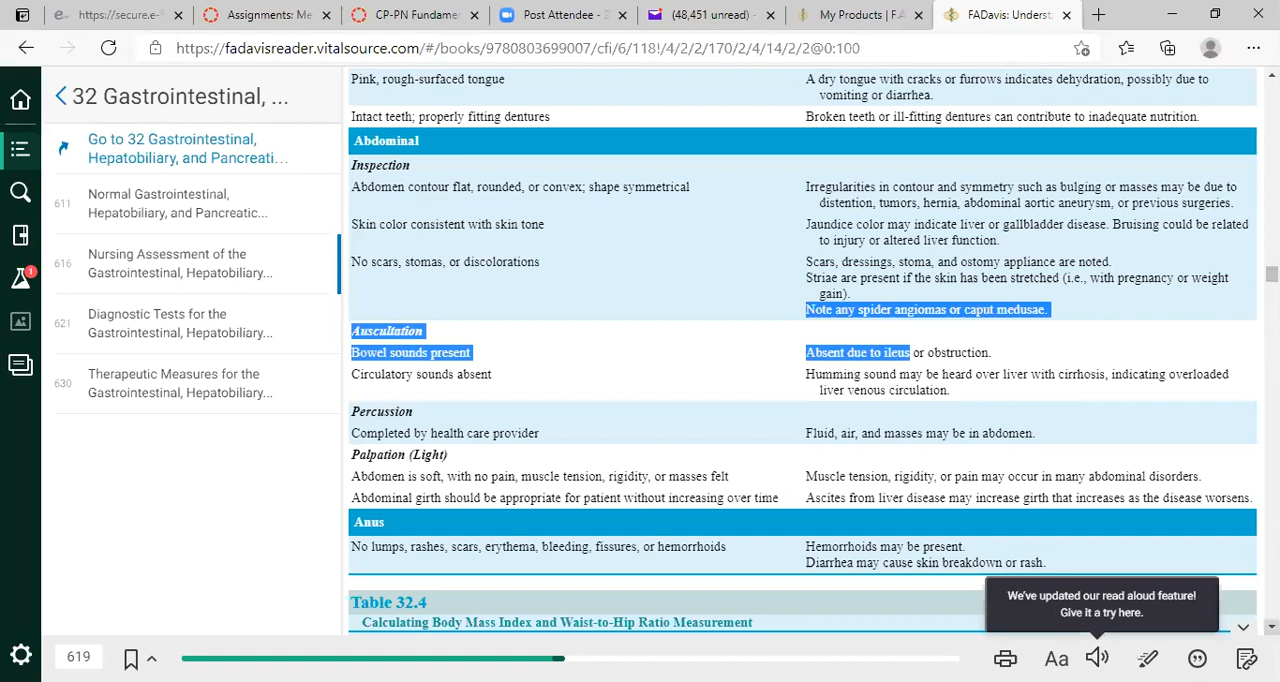 https://secure.e-
Assignments: Me
CP-PN Fundame
Post Attendee - Z
(48,451 unread) -
My Products | F.A
FADavis: Underst
https://fadavisreader.vitalsource.com/#/books/9780803699007/cfi/6/118!/4/2/2/170/2/4/14/2/2@0:100
32 Gastrointestinal, ...
Go to 32 Gastrointestinal,
Hepatobiliary, and Pancreati...
611 Normal Gastrointestinal,
Hepatobiliary, and Pancreatic...
616 Nursing Assessment of the
Gastrointestinal, Hepatobiliary...
621 Diagnostic Tests for the
Gastrointestinal, Hepatobiliary...
630 Therapeutic Measures for the
Gastrointestinal, Hepatobiliary...
1
Pink, rough-surfaced tongue
A dry tongue with cracks or furrows indicates dehydration, possibly due to
vomiting or diarrhea.
Intact teeth; properly fitting dentures
Broken teeth or ill-fitting dentures can contribute to inadequate nutrition.
Abdominal
Inspection
Abdomen contour flat, rounded, or convex; shape symmetrical
Irregularities in contour and symmetry such as bulging or masses may be due to
distention, tumors, hernia, abdominal aortic aneurysm, or previous surgeries.
Skin color consistent with skin tone
Jaundice color may indicate liver or gallbladder disease. Bruising could be related
to injury or altered liver function.
No scars, stomas, or discolorations
Scars, dressings, stoma, and ostomy appliance are noted.
Striae are present if the skin has been stretched (i.e., with pregnancy or weight
gain).
Note any spider angiomas or caput medusae.
Auscultation
Bowel sounds present
Absent due to ileus or obstruction.
Circulatory sounds absent
Humming sound may be heard over liver with cirrhosis, indicating overloaded
liver venous circulation.
Percussion
Completed by health care provider
Fluid, air, and masses may be in abdomen.
Palpation (Light)
Abdomen is soft, with no pain, muscle tension, rigidity, or masses felt
Muscle tension, rigidity, or pain may occur in many abdominal disorders.
Abdominal girth should be appropriate for patient without increasing over time
Ascites from liver disease may increase girth that increases as the disease worsens.
Anus
No lumps, rashes, scars, erythema, bleeding, fissures, or hemorrhoids
Hemorrhoids may be present.
Diarrhea may cause skin breakdown or rash.
Table 32.4
Calculating Body Mass Index and Waist-to-Hip Ratio Measurement
We've updated our read aloud feature!
Give it a try here.
619
Aa